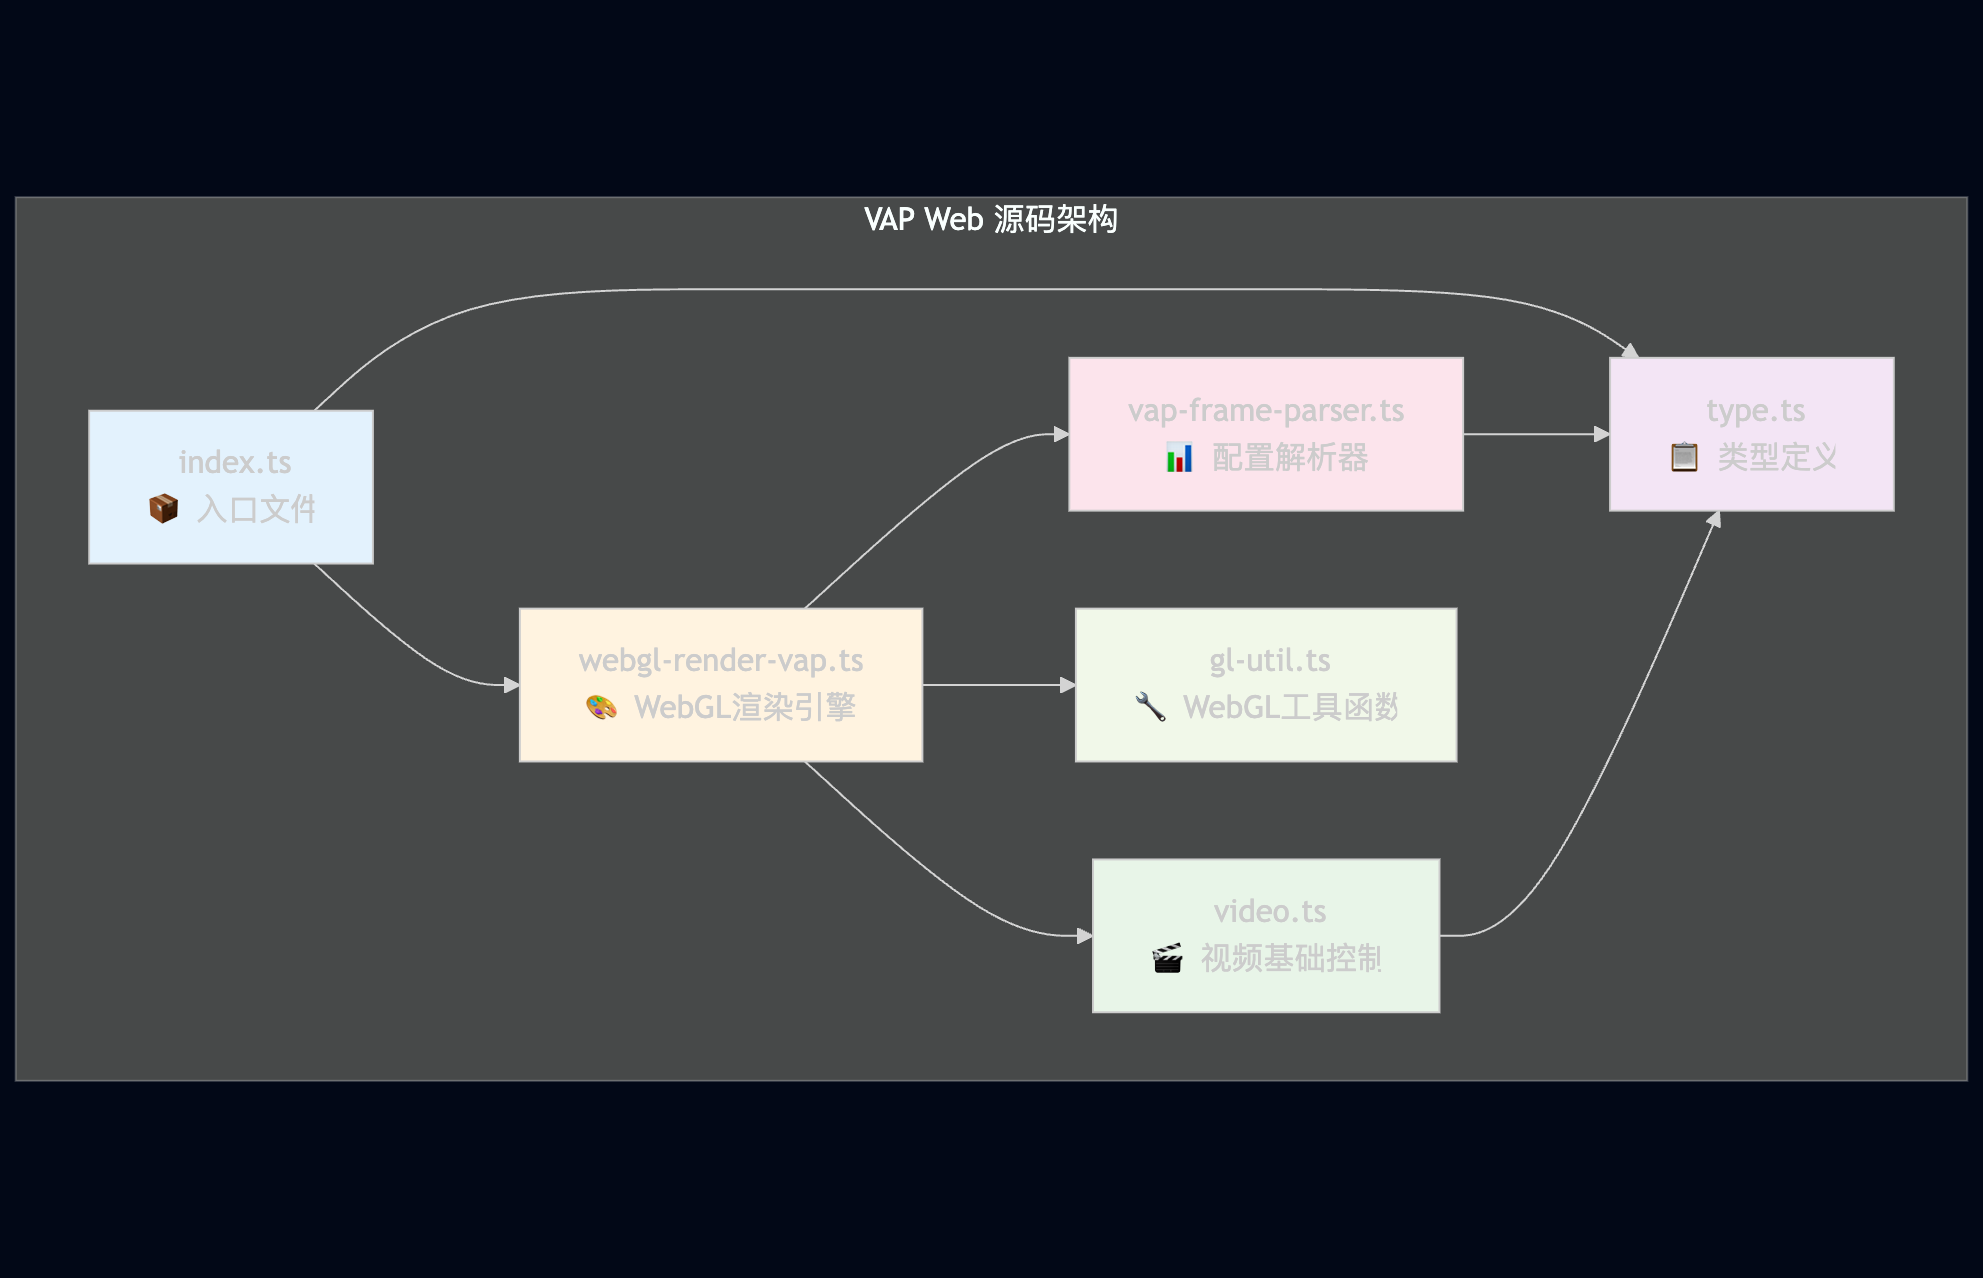 VAP Web 源码架构
index.ts
📦 入口文件
webgl-render-vap.ts
🎨 WebGL渲染引擎
vap-frame-parser.ts
📊 配置解析器
gl-util.ts
🔧 WebGL工具函数
video.ts
🎬 视频基础控制
type.ts
📋 类型定义